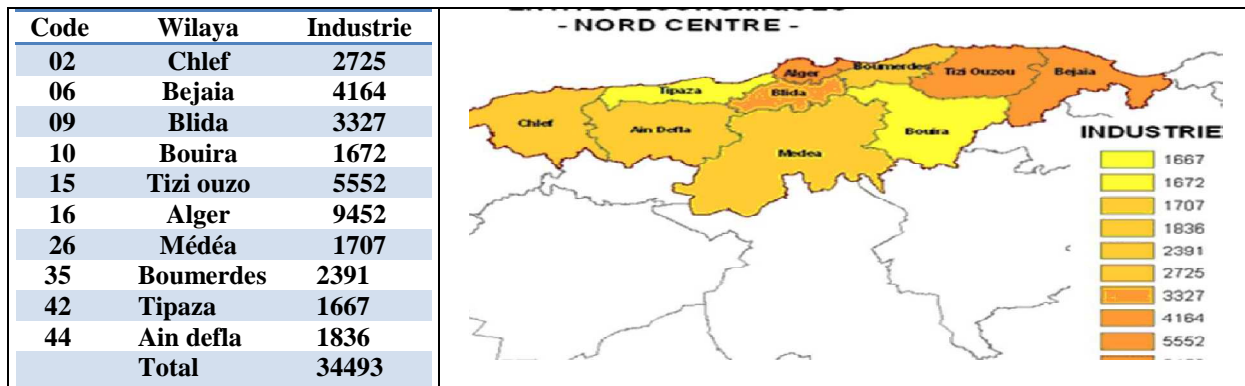 Code Wilaya Industrie
02 Chlef 2725
06 Bejaia 4164
09 Blida 3327
10 Bouira 1672
15 Tizi ouzo 5552
16 Alger 9452
26 Médéa 1707
35 Boumerdes 2391
42 Tipaza 1667
44 Ain defla 1836
Total 34493
- NORD CENTRE -
Boumerdes
Tizi Ouzou
Bejaia
Alger
Tipaza
Blida
Chlef
Ain Defla
Medea
Bouira
INDUSTRIE
1667
1672
1707
1836
2391
2725
3327
4164
5552